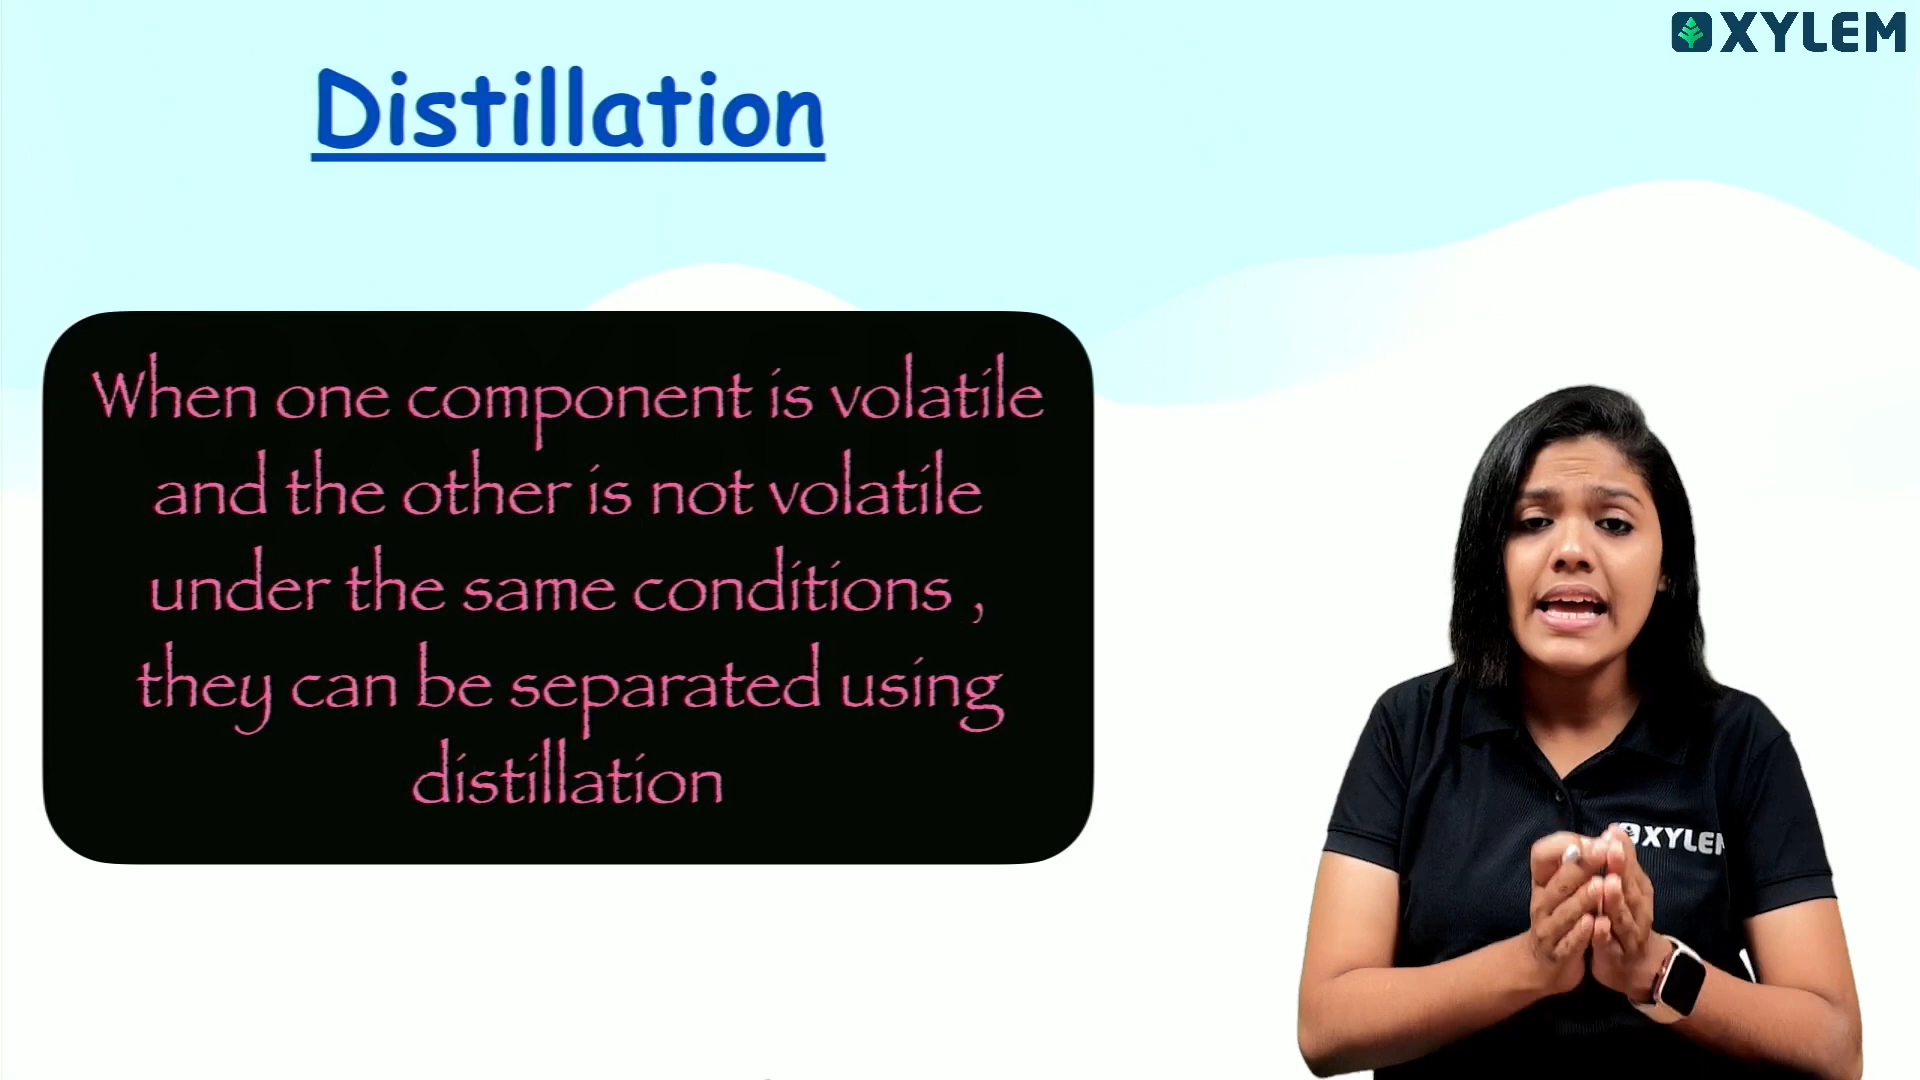 XYLEM
Distillation
When one component is volatile
and the other is not volatile
under the same conditions ,
they can be separated using
distillation
XYLEM